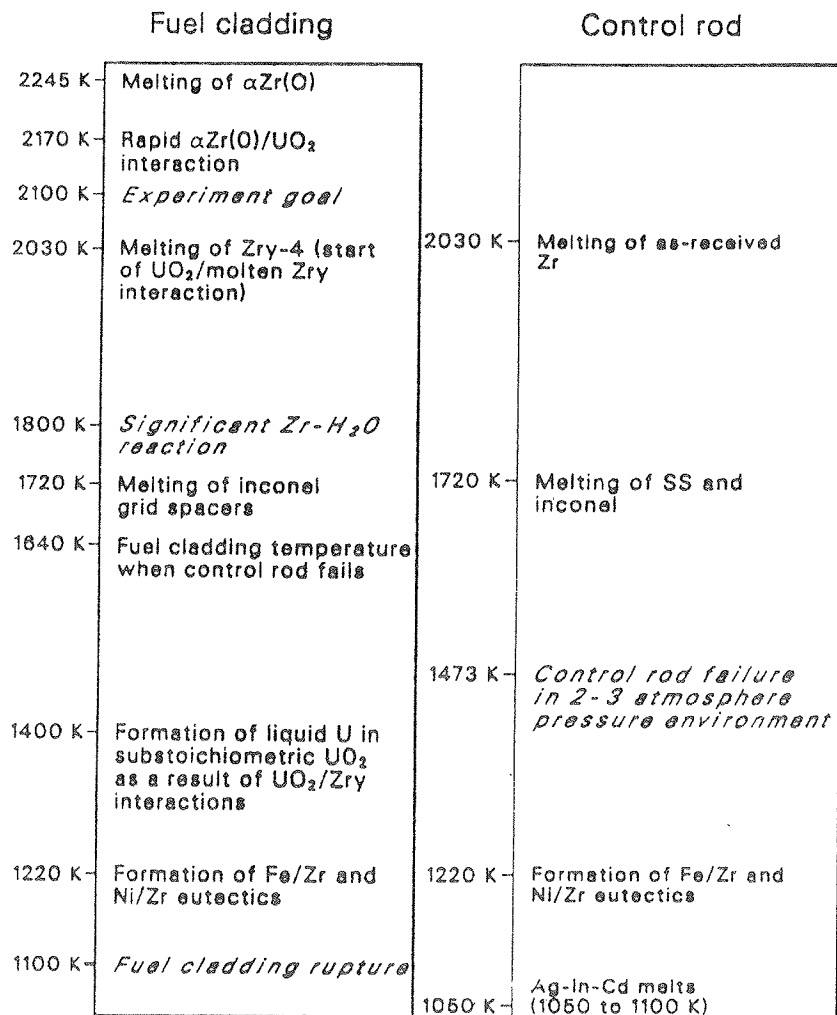 Fuel cladding
2245 K
Melting of αZr(O)
2170 K
Rapid αZr(O)/UO₂
interaction
2100 K
Experiment goal
2030 K
Melting of Zry-4 (start
of UO₂/molten Zry
interaction)
1800 K
Significant Zr-H₂O
reaction
1720 K
Melting of inconel
grid spacers
1640 K
Fuel cladding temperature
when control rod fails
1400 K
Formation of liquid U in
substoichiometric UO₂
as a result of UO₂/Zry
interactions
1220 K
Formation of Fe/Zr and
Ni/Zr eutectics
1100 K
Fuel cladding rupture
Control rod
2030 K
Melting of as-received
Zr
1720 K
Melting of SS and
inconel
1473 K
Control rod failure
in 2-3 atmosphere
pressure environment
1220 K
Formation of Fe/Zr and
Ni/Zr eutectics
1050 K
Ag-In-Cd melts
(1050 to 1100 K)